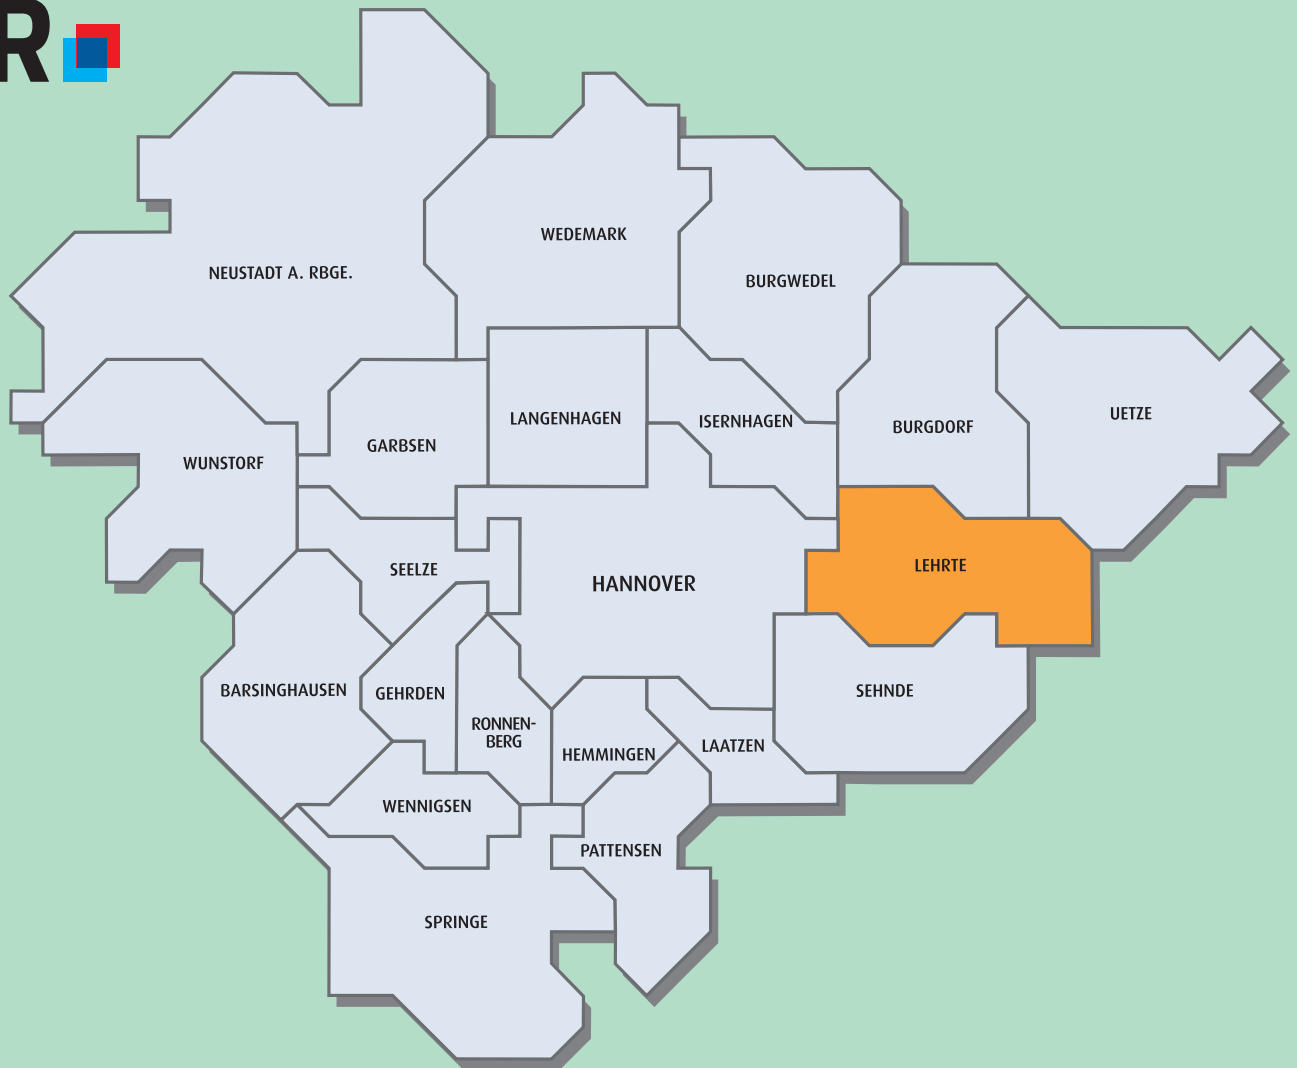 R
WEDEMARK
NEUSTADT A. RBGE.
BURGWEDEL
UETZE
LANGENHAGEN
ISERNHAGEN
BURGDORF
GARBSEN
WUNSTORF
SEELZE
LEHRTE
HANNOVER
BARSINGHAUSEN
GEHRDEN
SEHNDE
RONNEN-
BERG
HEMMINGEN
LAATZEN
WENNIGSEN
PATTENSEN
SPRINGE